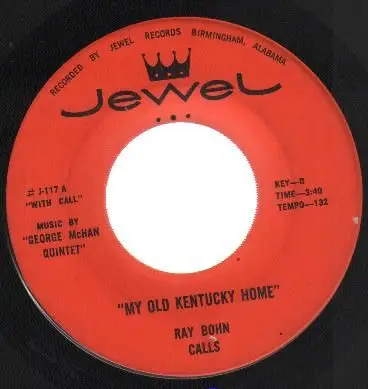 RECORDED BY JEWEL RECORDS BIRMINGHAM, ALABAMA
JEWEL
# J-117 A
"WITH CALL"
MUSIC BY
"GEORGE McHAN
QUINTET"
KEY—G
TIME—3:40
TEMPO—132
"MY OLD KENTUCKY HOME"
RAY BOHN
CALLS